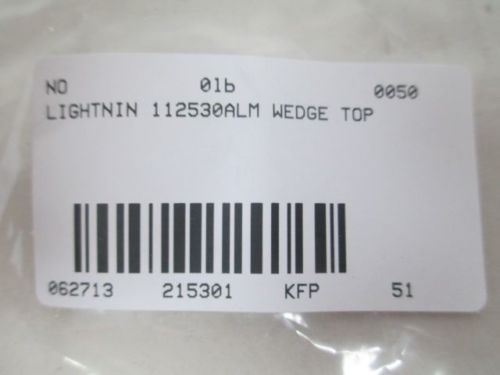 NO 01b 0050
LIGHTNIN 112530ALM WEDGE TOP
062713 215301 KFP 51